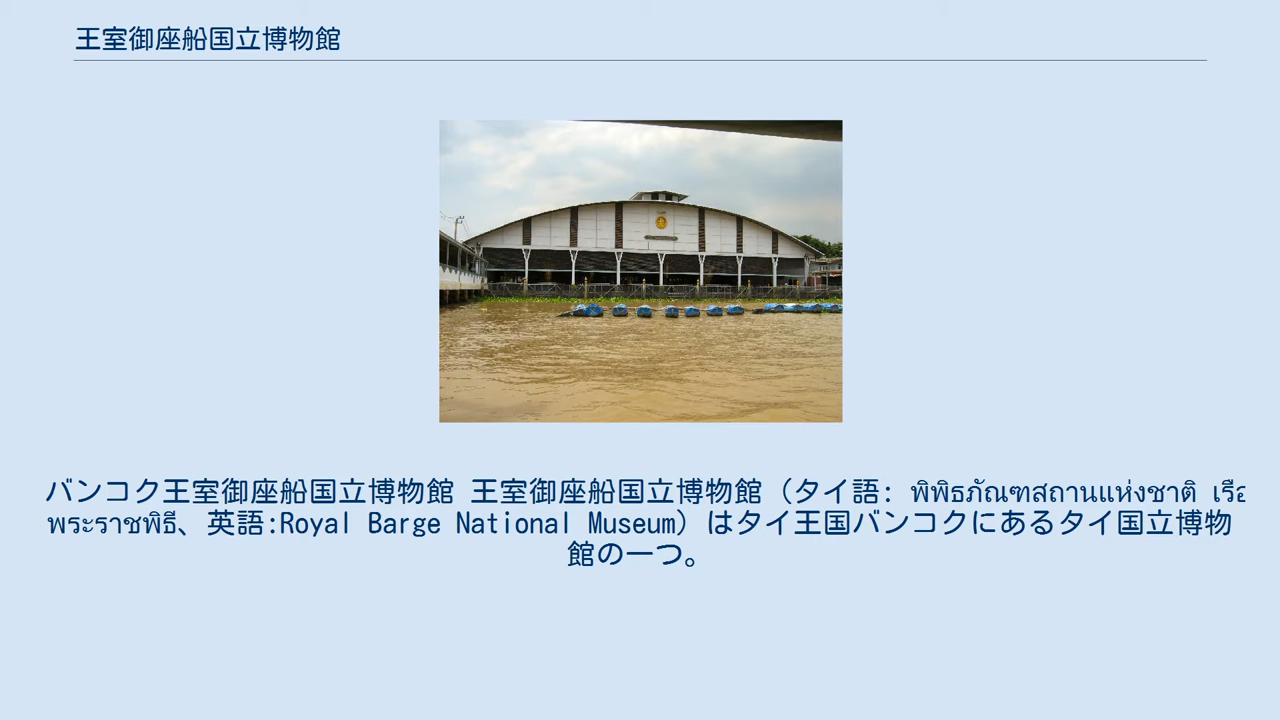 王室御座船国立博物館
バンコク王室御座船国立博物館 王室御座船国立博物館（タイ語: พิพิธภัณฑสถานแห่งชาติ
พระราชพิธี、英語:Royal Barge National Museum）はタイ王国バンコクにあるタイ国立博物
館の一つ。